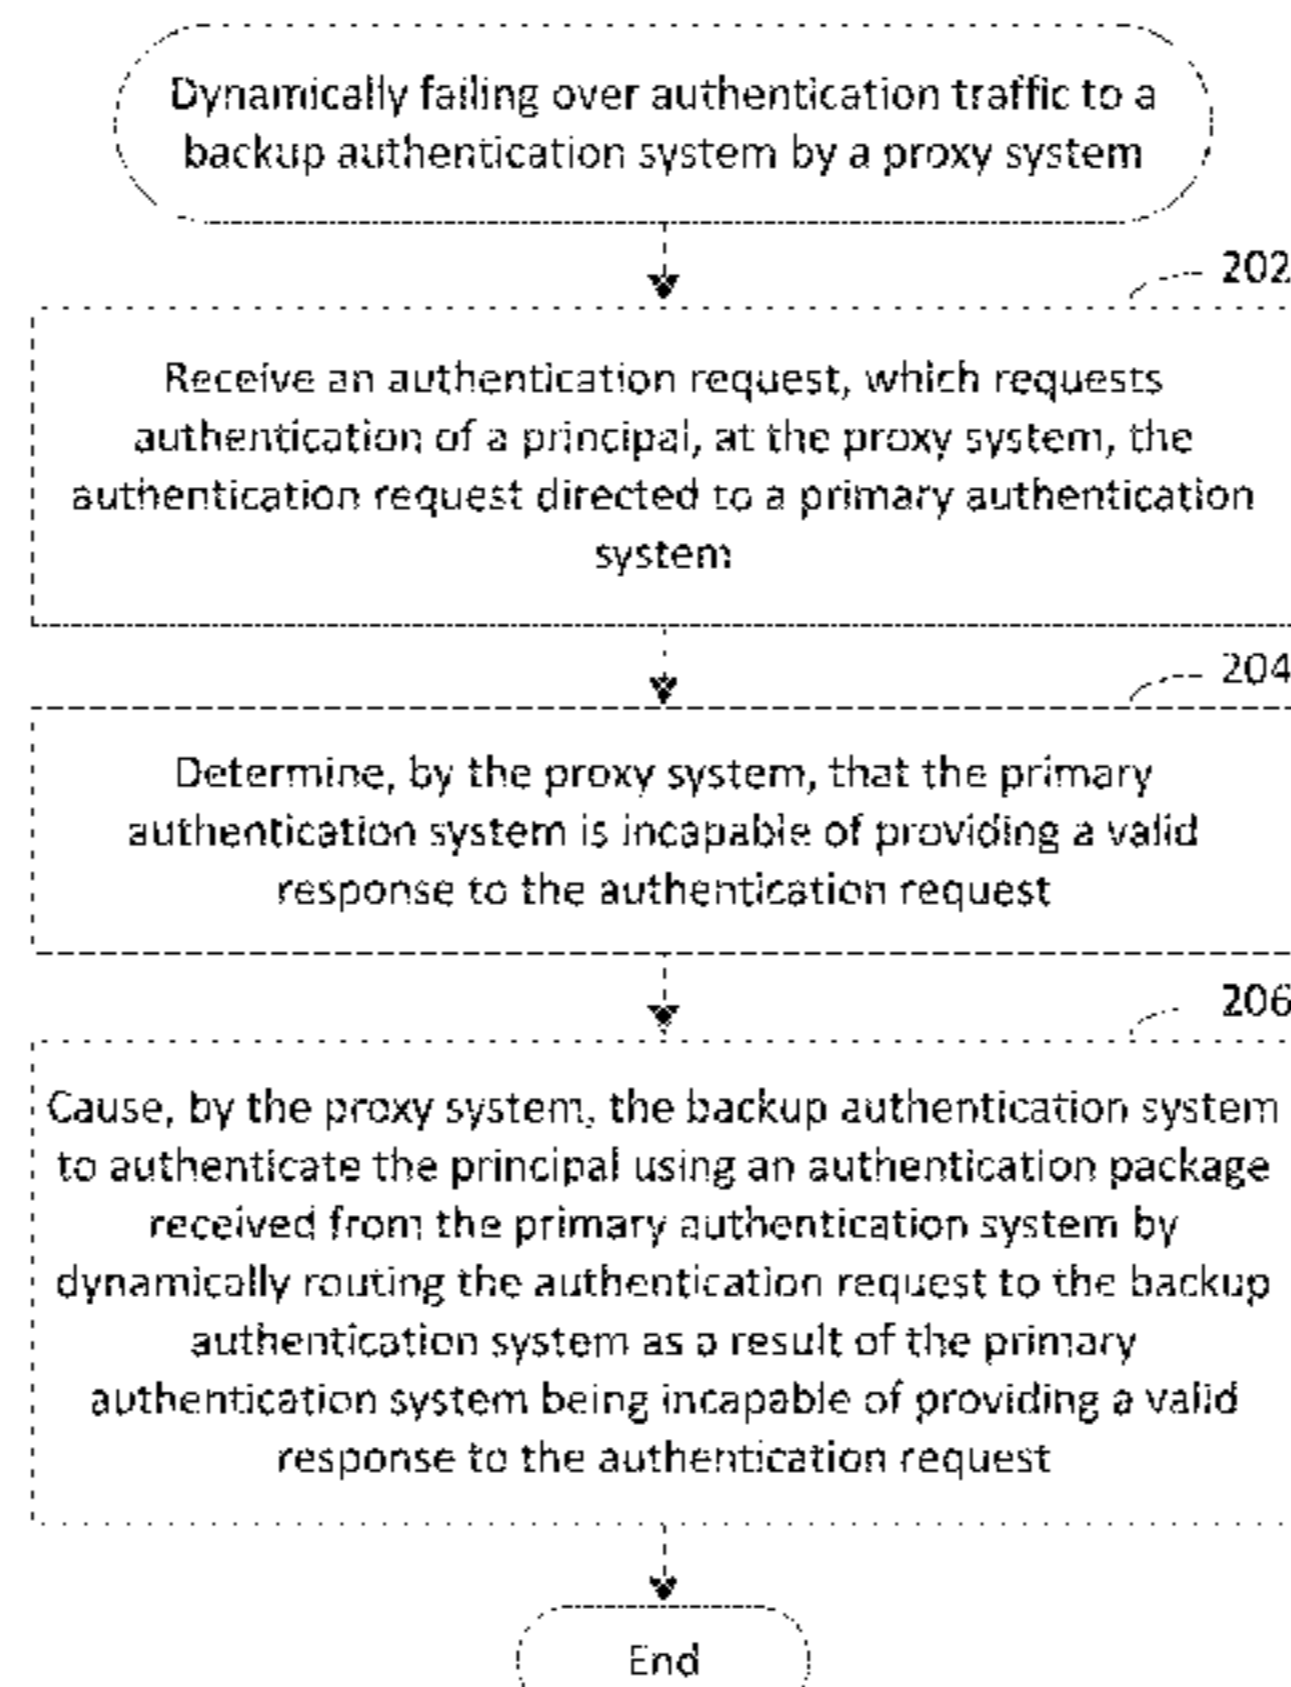 Dynamically failing over authentication traffic to a
backup authentication system by a proxy system
202
Receive an authentication request, which requests
authentication of a principal, at the proxy system, the
authentication request directed to a primary authentication
system
204
Determine, by the proxy system, that the primary
authentication system is incapable of providing a valid
response to the authentication request
206
Cause, by the proxy system, the backup authentication system
to authenticate the principal using an authentication package
received from the primary authentication system by
dynamically routing the authentication request to the backup
authentication system as a result of the primary
authentication system being incapable of providing a valid
response to the authentication request
End